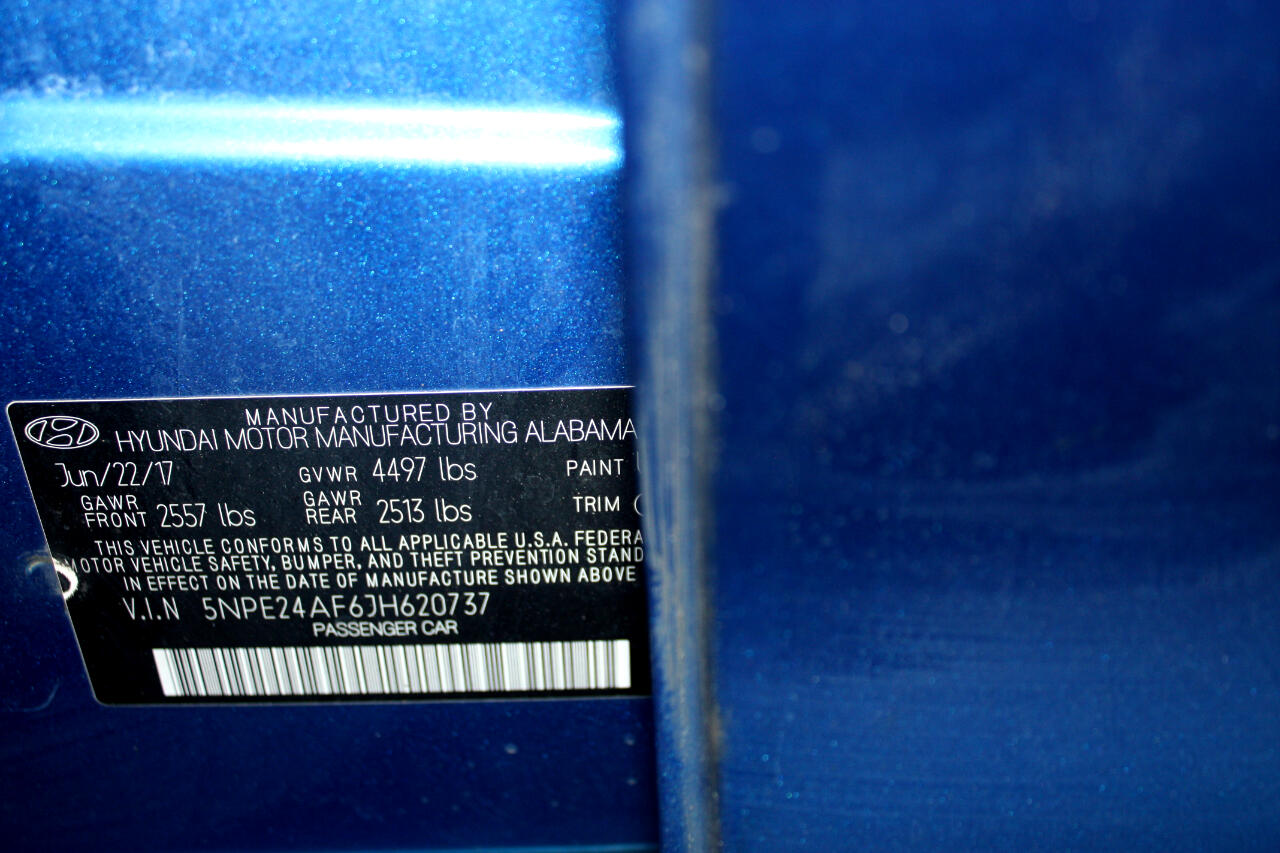 MANUFACTURED BY
HYUNDAI MOTOR MANUFACTURING ALABAMA
Jun/22/17 GVWR 4497 lbs PAINT
GAWR FRONT 2557 lbs GAWR REAR 2513 lbs TRIM
THIS VEHICLE CONFORMS TO ALL APPLICABLE U.S.A. FEDERA
MOTOR VEHICLE SAFETY, BUMPER, AND THEFT PREVENTION STAND
IN EFFECT ON THE DATE OF MANUFACTURE SHOWN ABOVE
V.I.N 5NPE24AF6JH620737
PASSENGER CAR